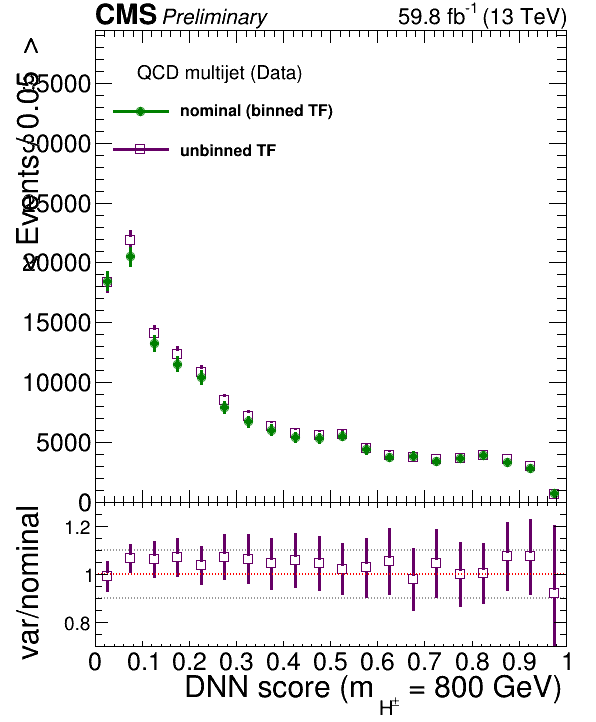 CMS Preliminary 59.8 fb-1 (13 TeV)
< Events / 0.05 >
QCD multijet (Data)
nominal (binned TF)
unbinned TF
35000
30000
25000
20000
15000
10000
5000
0
var/nominal
1.2
1
0.8
0 0.1 0.2 0.3 0.4 0.5 0.6 0.7 0.8 0.9 1
DNN score (m H± = 800 GeV)